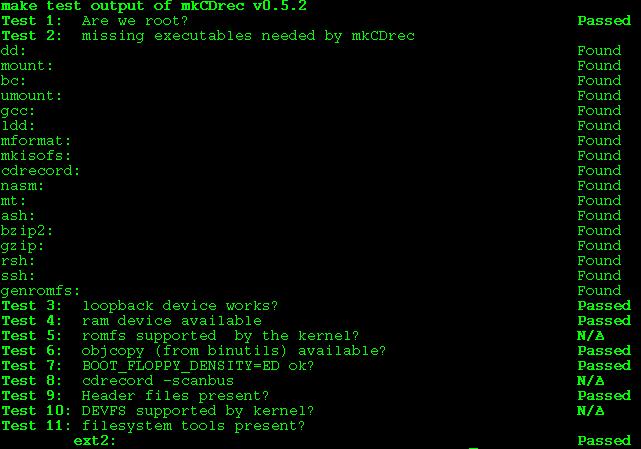 make test output of mkCDrec v0.5.2
Test 1: Are we root? Passed
Test 2: missing executables needed by mkCDrec
dd: Found
mount: Found
bc: Found
umount: Found
gcc: Found
ldd: Found
mformat: Found
mkisofs: Found
cdrecord: Found
nasm: Found
mt: Found
ash: Found
bzip2: Found
gzip: Found
rsh: Found
ssh: Found
genromfs: Found
Test 3: loopback device works? Passed
Test 4: ram device available Passed
Test 5: romfs supported by the kernel? N/A
Test 6: objcopy (from binutils) available? Passed
Test 7: BOOT_FLOPPY_DENSITY=ED ok? Passed
Test 8: cdrecord -scanbus N/A
Test 9: Header files present? Passed
Test 10: DEVFS supported by kernel? N/A
Test 11: filesystem tools present?
ext2: Passed